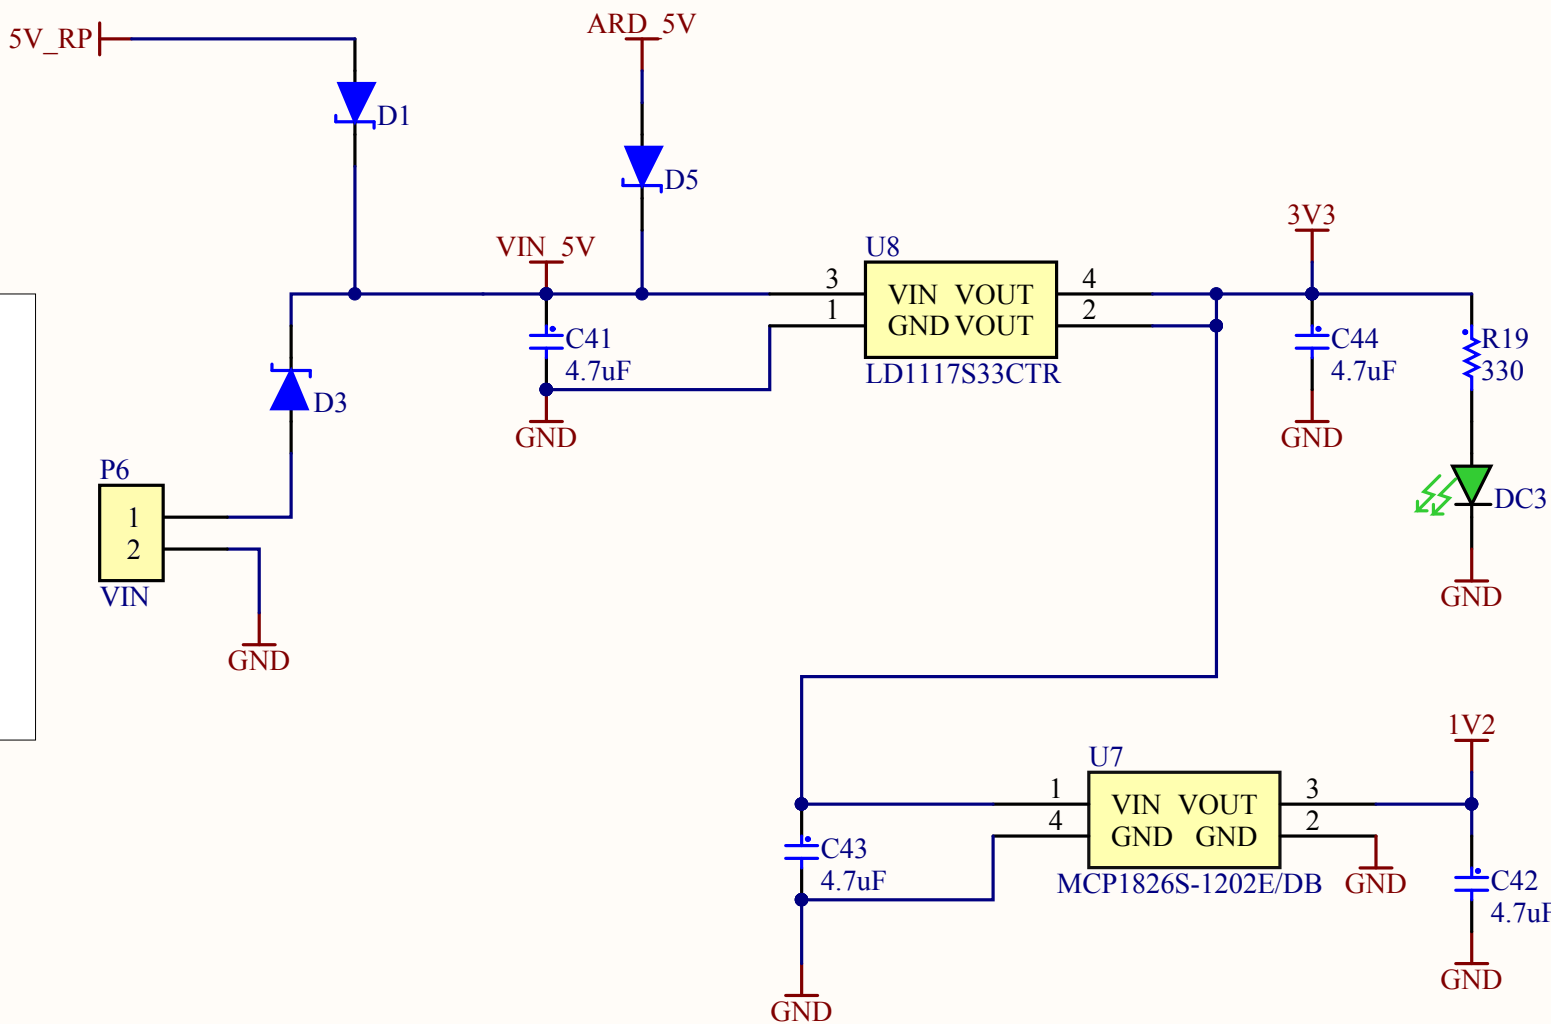 5V_RP
D1
ARD_5V
D5
VIN_5V
C41
4.7uF
GND
D3
P6
1
2
VIN
GND
U8
3
1
VIN VOUT
GND VOUT
4
2
LD1117S33CTR
3V3
C44
4.7uF
GND
R19
330
DC3
GND
U7
1
4
VIN VOUT
GND GND
3
2
MCP1826S-1202E/DB
GND
C43
4.7uF
GND
1V2
C42
4.7uF
GND